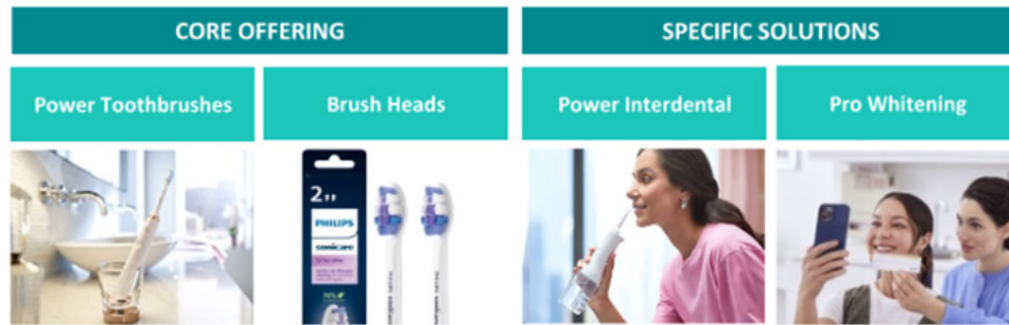 CORE OFFERING
SPECIFIC SOLUTIONS
Power Toothbrushes
Brush Heads
Power Interdental
Pro Whitening
2
PHILIPS
sonicare